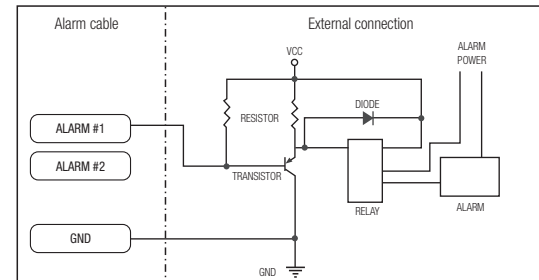 Alarm cable
External connection
VCC
ALARM
POWER
DIODE
RESISTOR
ALARM #1
ALARM #2
TRANSISTOR
RELAY
ALARM
GND
GND